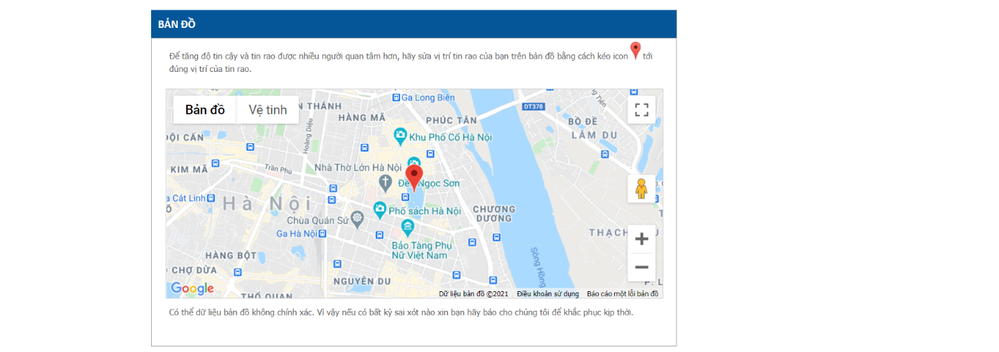 BẢN ĐỒ
Để tăng độ tin cậy và tin rao được nhiều người quan tâm hơn, hãy sửa vị trí tin rao của bạn trên bản đồ bằng cách kéo icon tới
đúng vị trí của tin rao.
Bản đồ
Vệ tinh
Ga Long Biên
N THÁNH
HÀNG MÃ
PHÚC TÂN
DT378
BỒ ĐỀ
LÂM DU
ĐỘI CẤN
Hoàng Diệu
Khu Phố Cổ Hà Nội
KIM MÃ
Trần Phú
Nhà Thờ Lớn Hà Nội
Ngọc Sơn
a Cát Linh
Hà Nội
Phố sách Hà Nội
CHƯƠNG
DƯƠNG
Chùa Quán Sứ
Ga Hà Nội
THẠCH
Bảo Tàng Phụ
Nữ Việt Nam
HÀNG BỘT
Sông Hồng
CHỢ DỪA
NGUYỄN DU
P. L
Google
THỔ QUAN
Dữ liệu bản đồ ©2021
Điều khoản sử dụng
Báo cáo một lỗi bản đồ
Có thể dữ liệu bản đồ không chính xác. Vì vậy nếu có bất kỳ sai xót nào xin bạn hãy báo cho chúng tôi để khắc phục kịp thời.